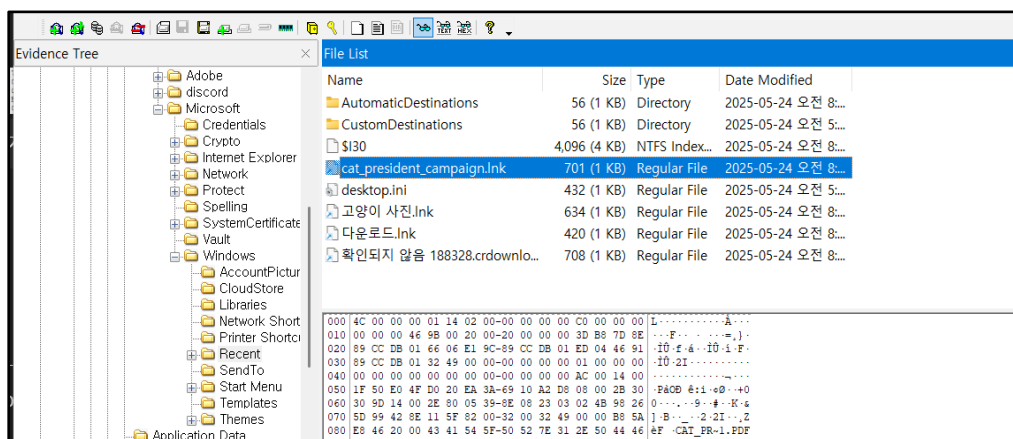 Evidence Tree
Adobe
discord
Microsoft
Credentials
Crypto
Internet Explorer
Network
Protect
Spelling
SystemCertificate
Vault
Windows
AccountPictur
CloudStore
Libraries
Network Short
Printer Shortcu
Recent
SendTo
Start Menu
Templates
Themes
Application Data
File List
Name Size Type Date Modified
AutomaticDestinations 56 (1 KB) Directory 2025-05-24 오전 8:...
CustomDestinations 56 (1 KB) Directory 2025-05-24 오전 5:...
$I30 4,096 (4 KB) NTFS Index... 2025-05-24 오전 8:...
cat_president_campaign.lnk 701 (1 KB) Regular File 2025-05-24 오전 8:...
desktop.ini 432 (1 KB) Regular File 2025-05-24 오전 5:...
고양이 사진.lnk 634 (1 KB) Regular File 2025-05-24 오전 8:...
다운로드.lnk 420 (1 KB) Regular File 2025-05-24 오전 8:...
확인되지 않음 188328.crdownlo... 708 (1 KB) Regular File 2025-05-24 오전 8:...
000 4C 00 00 00 01 14 02 00-00 00 00 00 C0 00 00 00 L···········À···
010 00 00 00 46 9B 00 20 00-20 00 00 00 3D B8 7D 8E
020 89 CC DB 01 66 06 E1 9C-89 CC DB 01 ED 04 46 91
030 89 CC DB 01 32 49 00 00-00 00 00 00 01 00 00 00
040 00 00 00 00 00 00 00 00-00 00 00 00 AC 00 14 00
050 1F 50 E0 4F D0 20 EA 3A-69 10 A2 D8 08 00 2B 30 ·PàOÐ ê:i·¢Ø··+0
060 30 9D 14 00 2E 80 05 39-8E 08 23 03 02 4B 98 26
070 5D 99 42 8E 11 5F 82 00-32 00 32 49 00 00 B8 5A
080 E8 46 20 00 43 41 54 5F-50 52 7E 31 2E 50 44 46 èF ·CAT_PR~1.PDF